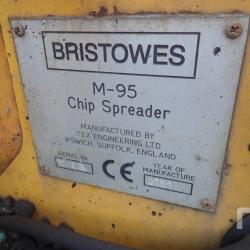 BRISTOWES
M-95
Chip Spreader
MANUFACTURED BY
TEX ENGINEERING LTD
IPSWICH, SUFFOLK, ENGLAND
SERIAL No
CE
YEAR OF
MANUFACTURE